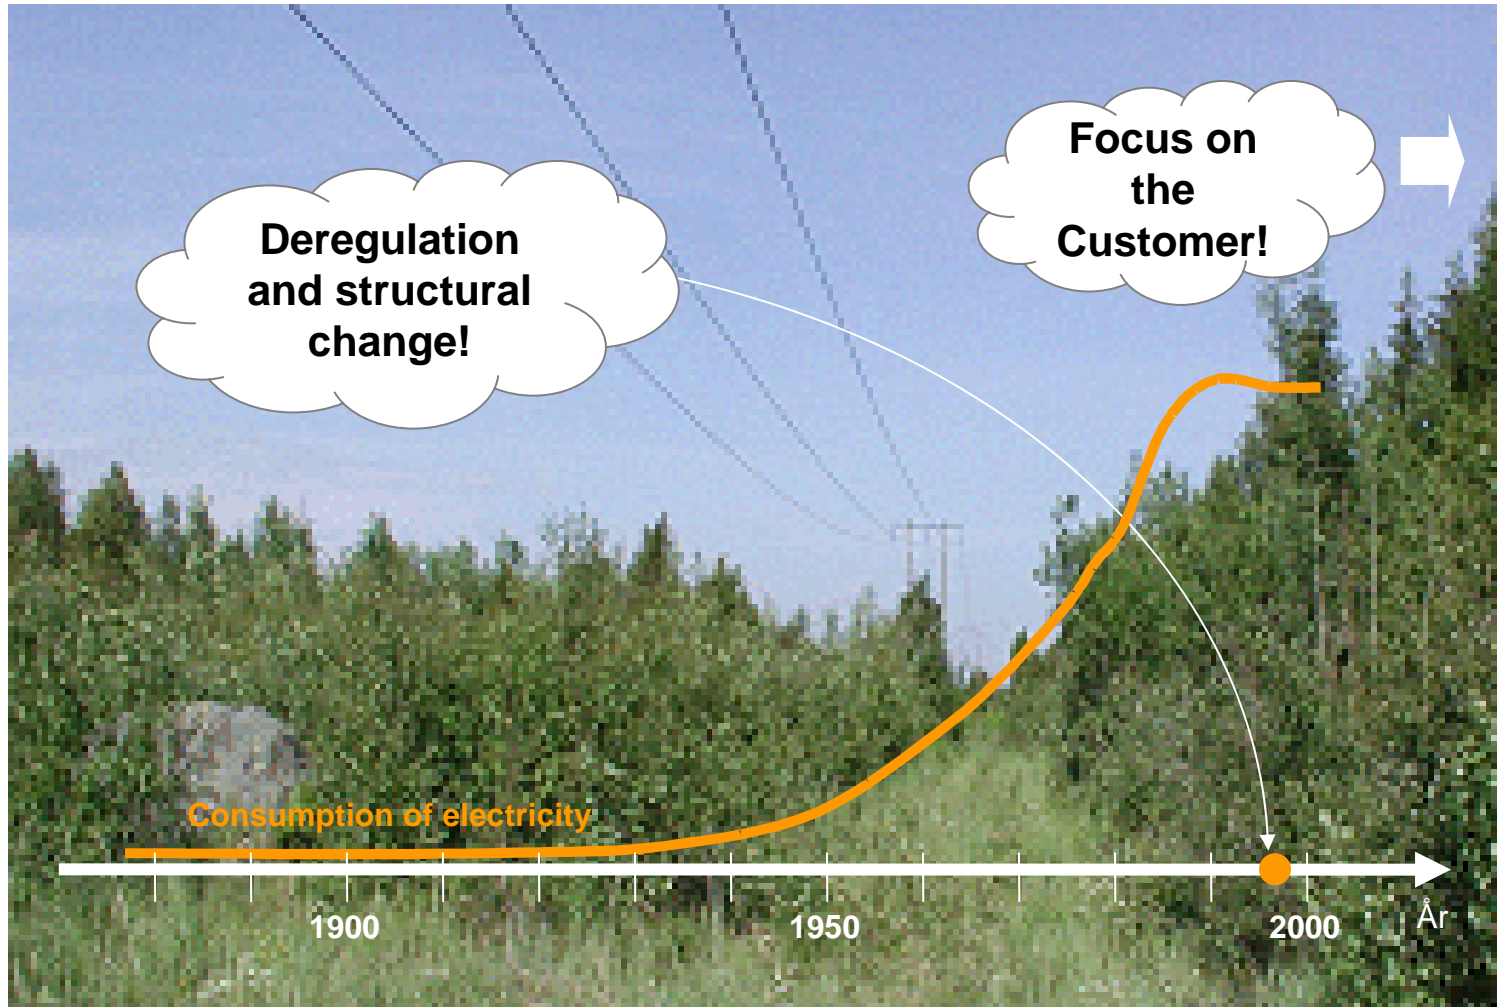 Focus on
the
Customer!
Deregulation
and structural
change!
Consumption of electricity
1900
1950
2000
År